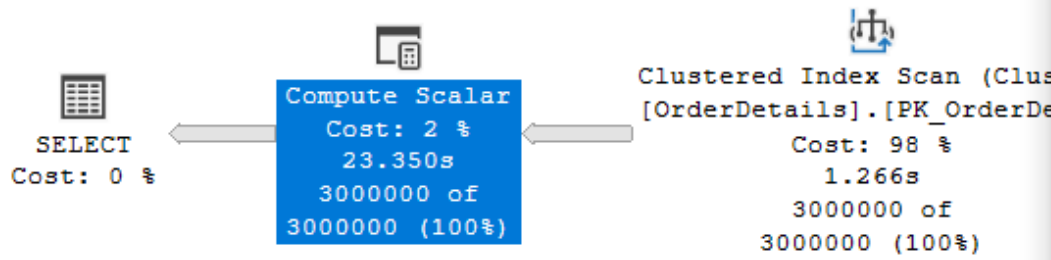 SELECT
Cost: 0 %
Compute Scalar
Cost: 2 %
23.350s
3000000 of
3000000 (100%)
Clustered Index Scan (Clus
[OrderDetails].[PK_OrderDe
Cost: 98 %
1.266s
3000000 of
3000000 (100%)